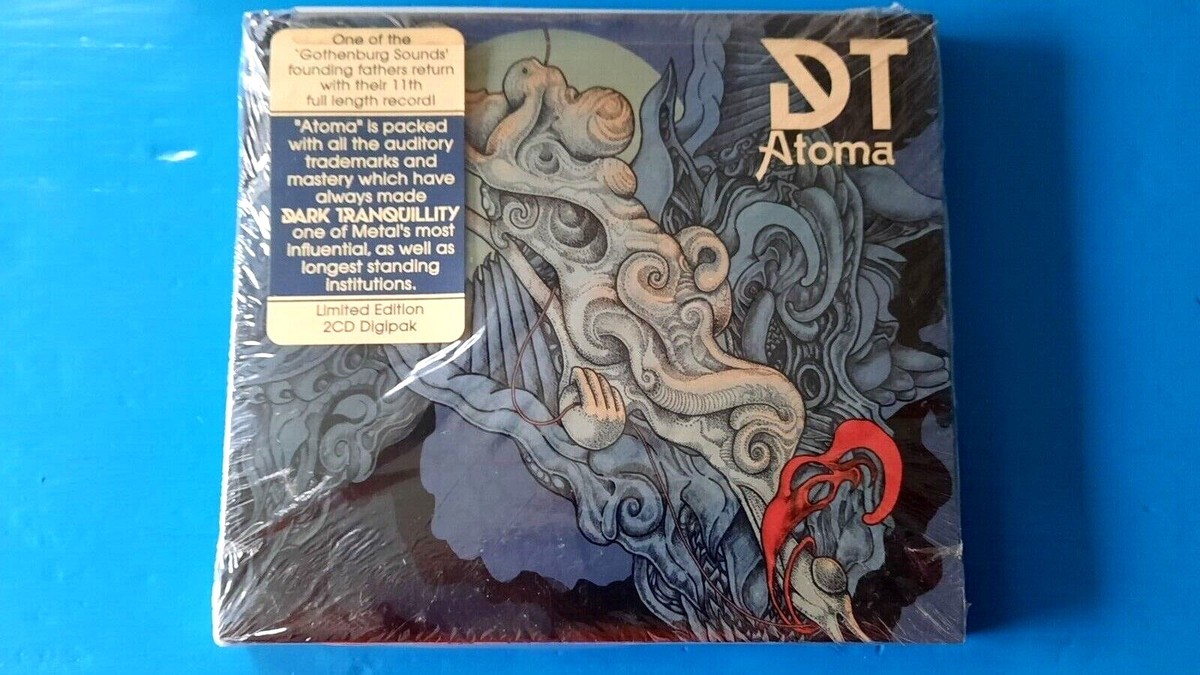 One of the
'Gothenburg Sounds'
founding fathers return
with their 11th
full length record!
"Atoma" is packed
with all the auditory
trademarks and
mastery which have
always made
DARK TRANQUILLITY
one of Metal's most
influential, as well as
longest standing
institutions.
Limited Edition
2CD Digipak
DT
Atoma